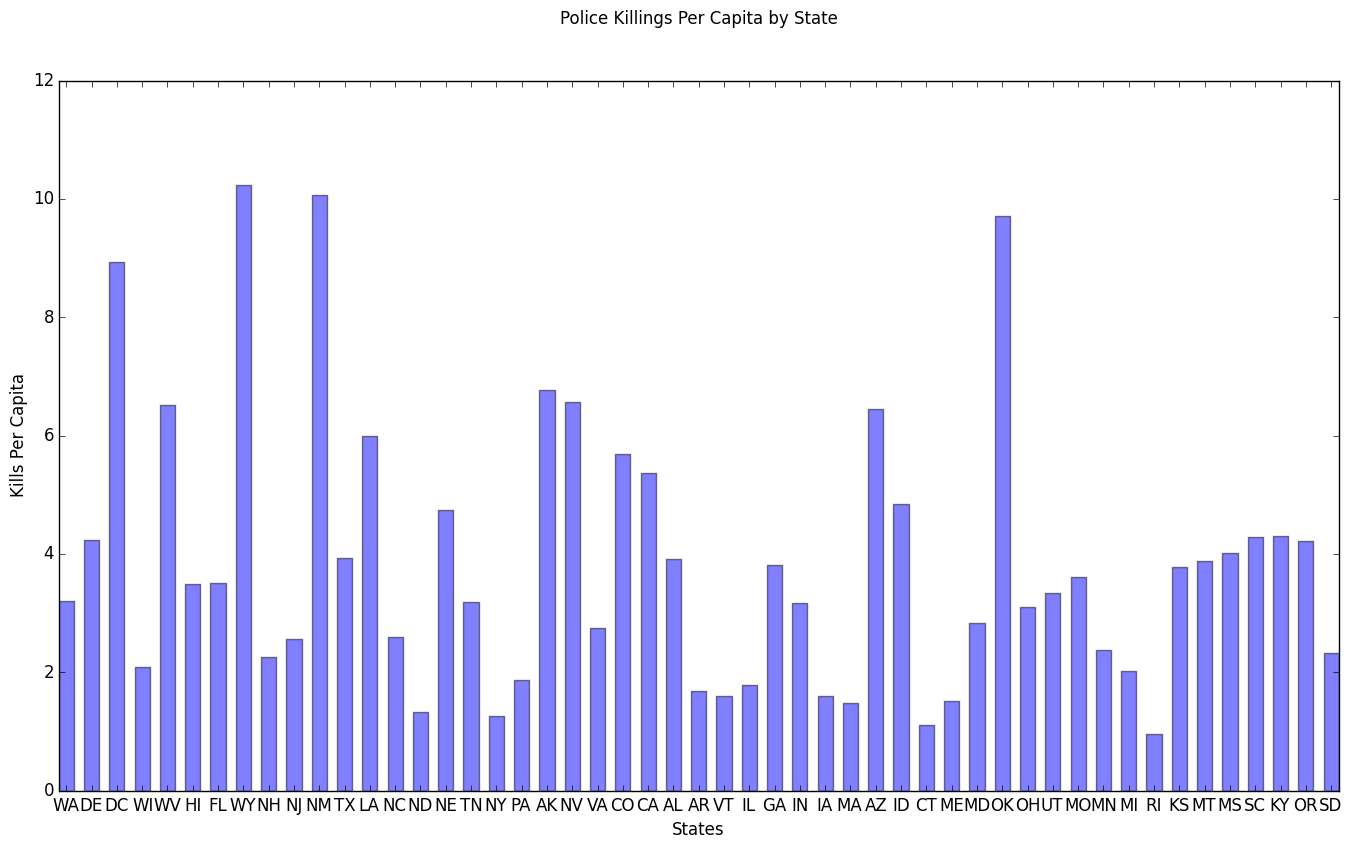 Police Killings Per Capita by State
12
10
8
6
4
2
0
Kills Per Capita
WA DE DC WI WV HI FL WY NH NJ NM TX LA NC ND NE TN NY PA AK NV VA CO CA AL AR VT IL GA IN IA MA AZ ID CT ME MD OK OH UT MO MN MI RI KS MT MS SC KY OR SD
States